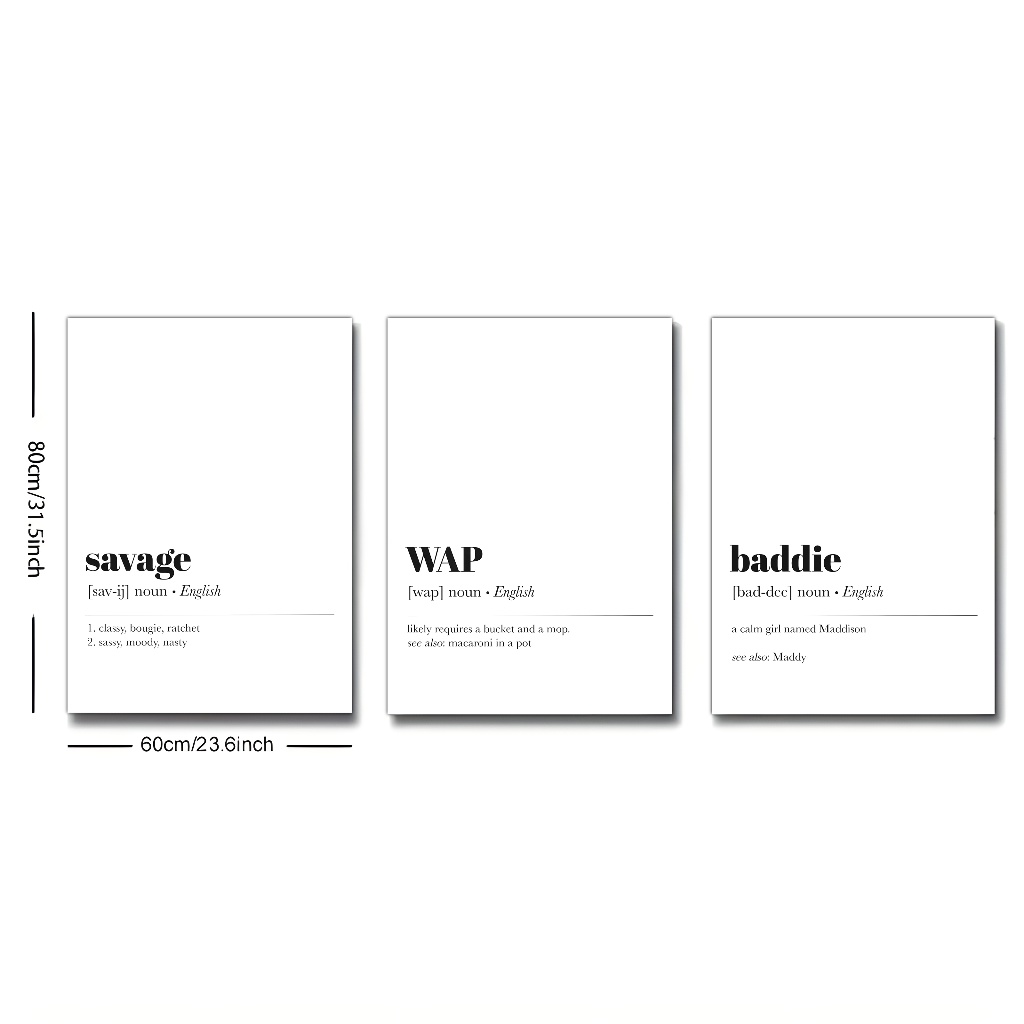 80cm/31.5inch
savage
[sav-ij] noun • English
1. classy, bougie, ratchet
2. sassy, moody, nasty
60cm/23.6inch
WAP
[wap] noun • English
likely requires a bucket and a mop.
see also: macaroni in a pot
baddie
[bad-dee] noun • English
a calm girl named Maddison
see also: Maddy